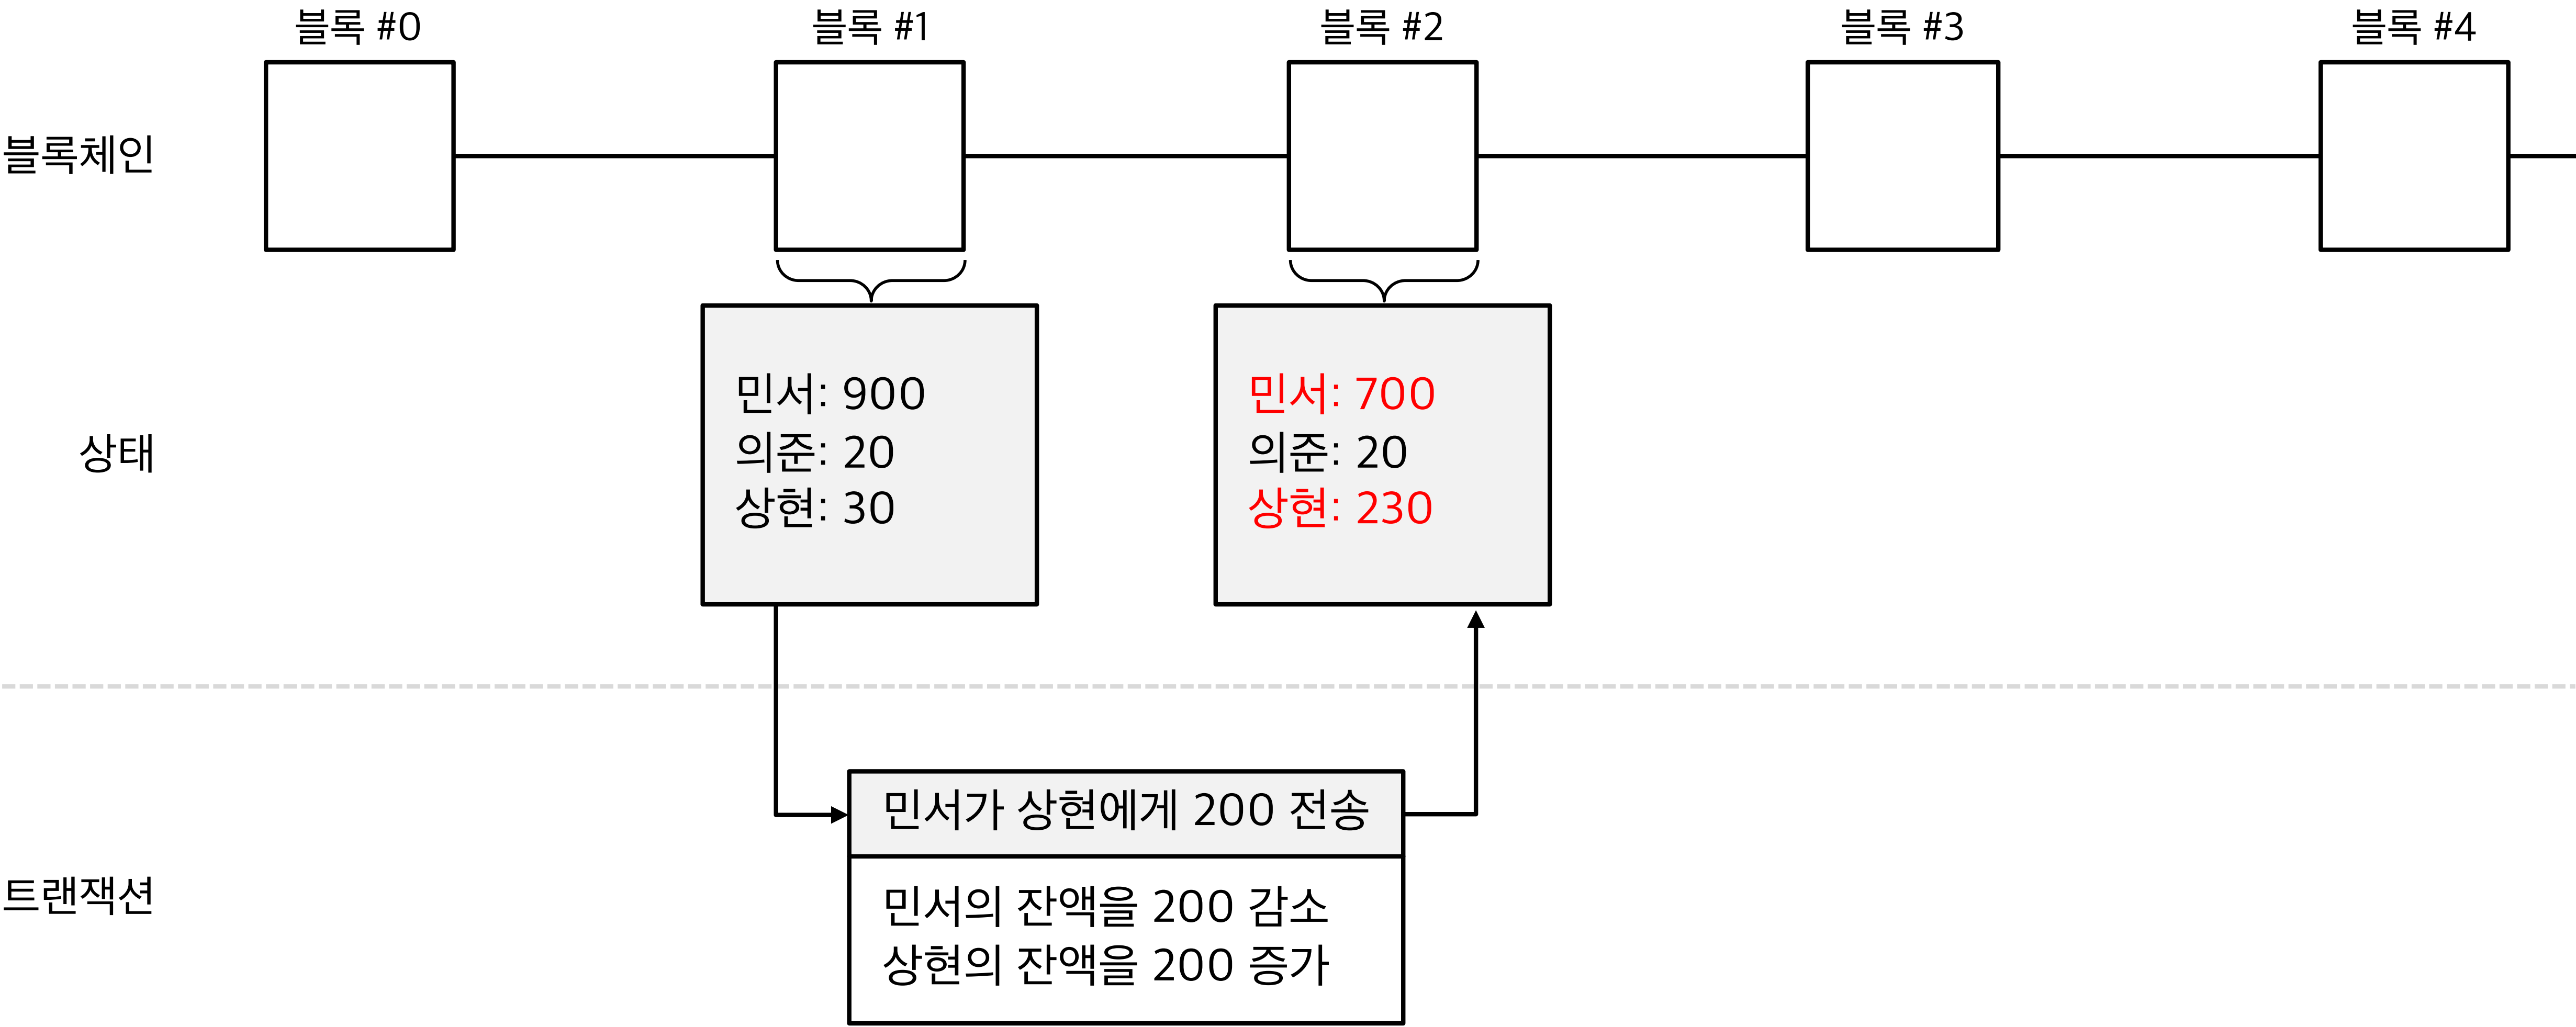 블록 #0
블록 #1
블록 #2
블록 #3
블록 #4
블록체인
상태
민서: 900
의준: 20
상현: 30
민서: 700
의준: 20
상현: 230
트랜잭션
민서가 상현에게 200 전송
민서의 잔액을 200 감소
상현의 잔액을 200 증가